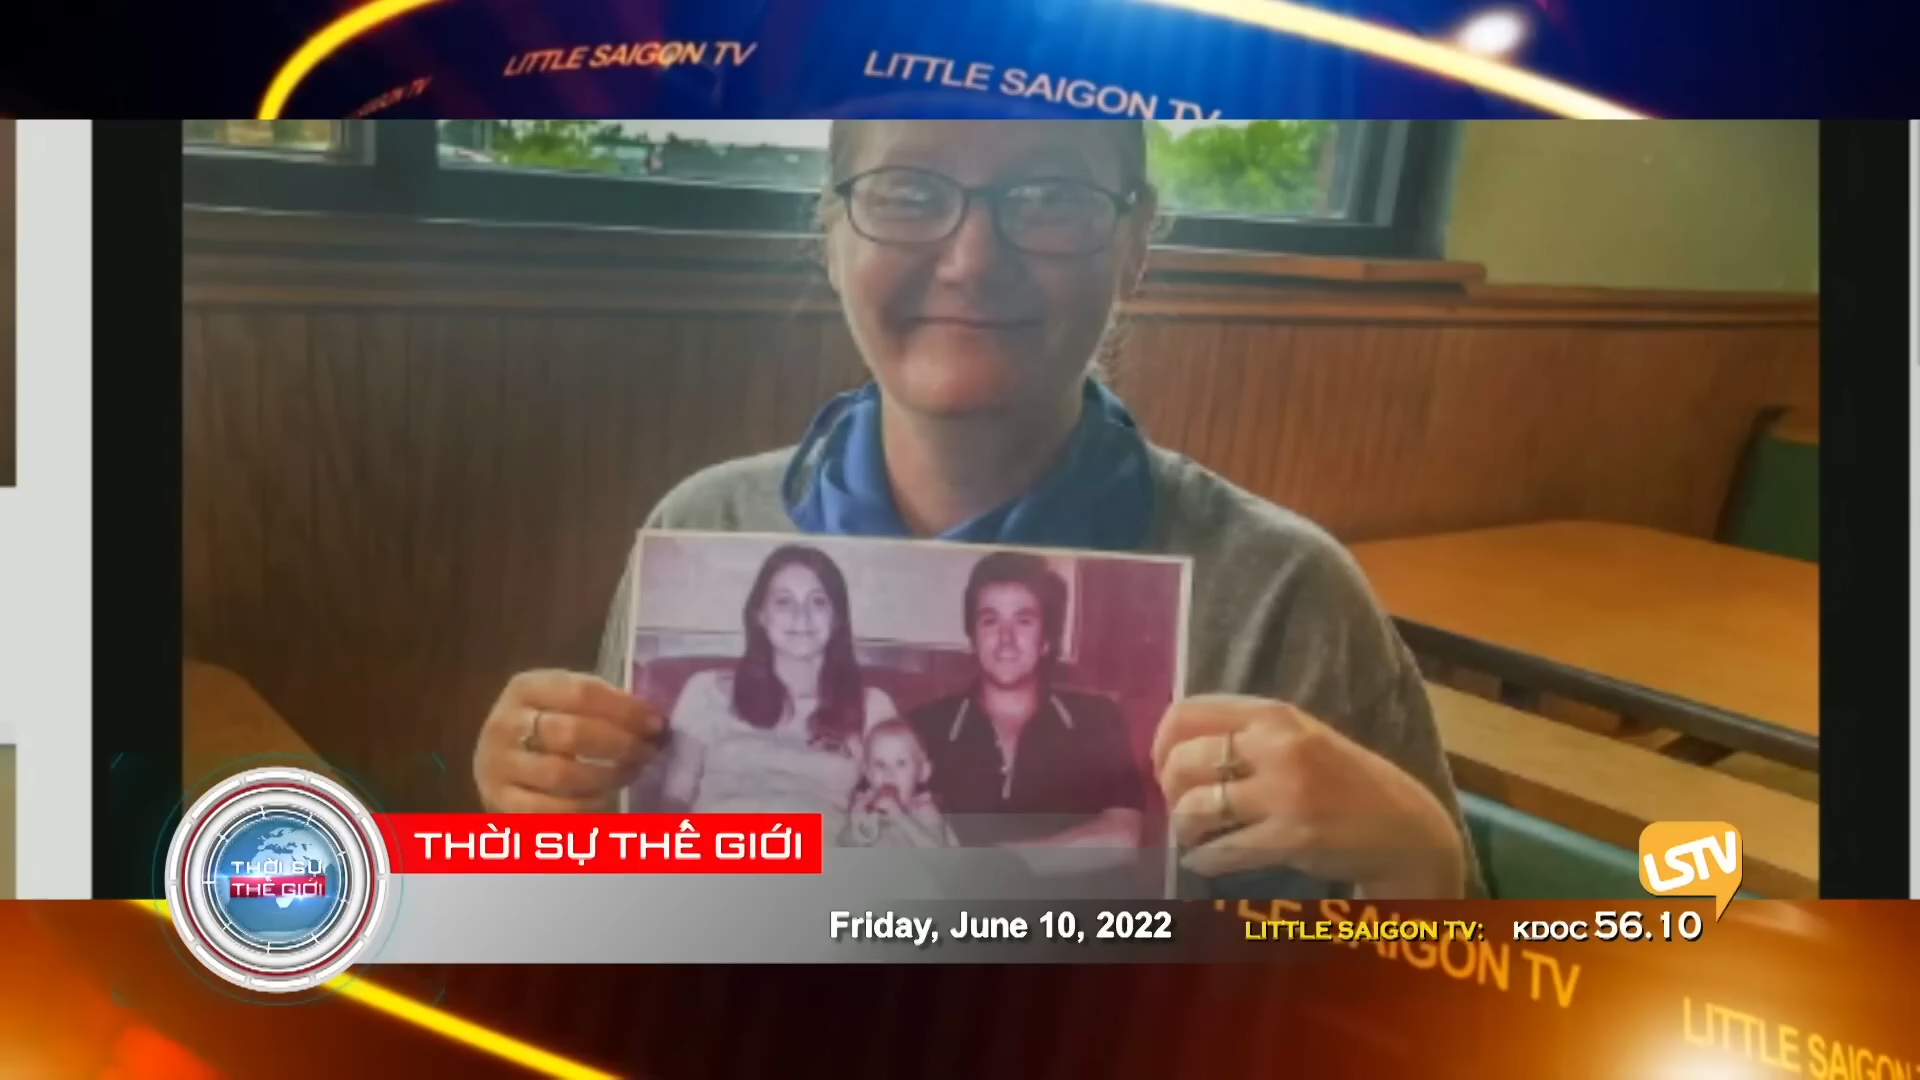 LITTLE SAIGON TV
LITTLE SAIGON TV
THỜI SỰ THẾ GIỚI
THỜI SỰ
THẾ GIỚI
LSTV
Friday, June 10, 2022
LITTLE SAIGON TV: KDOC 56.10
SAIGON TV
LITTLE SAIGON